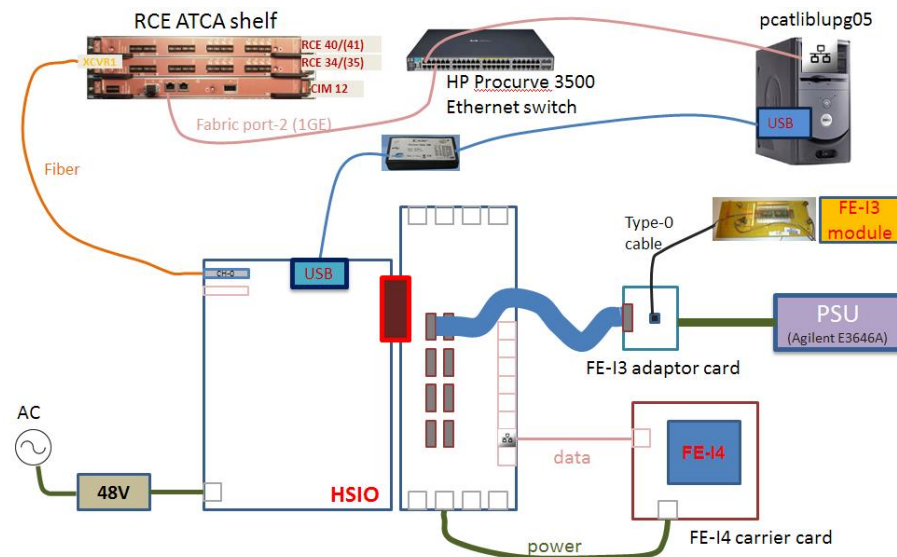 RCE ATCA shelf
pcatliblupg05
RCE 40/(41)
XCVR1
RCE 34/(35)
CIM 12
HP Procurve 3500
Ethernet switch
Fabric port-2 (1GE)
USB
Fiber
Type-0
cable
FE-I3
module
CH-0
USB
PSU
(Agilent E3646A)
FE-I3 adaptor card
AC
data
FE-I4
48V
HSIO
power
FE-I4 carrier card